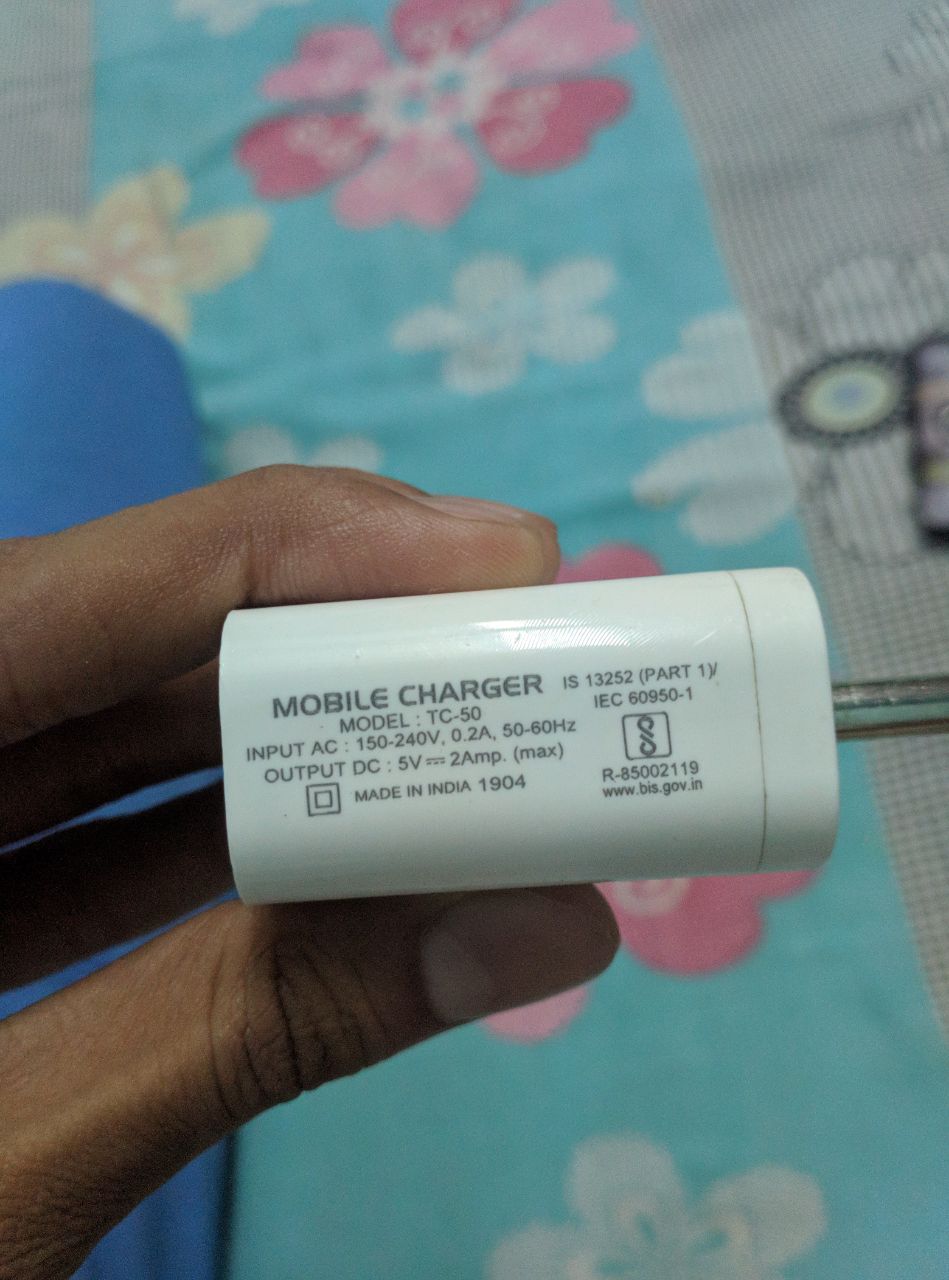 MOBILE CHARGER
MODEL : TC-50
INPUT AC : 150-240V, 0.2A, 50-60Hz
OUTPUT DC : 5V ⎓ 2Amp. (max)
MADE IN INDIA 1904
IS 13252 (PART 1)/
IEC 60950-1
R-85002119
www.bis.gov.in